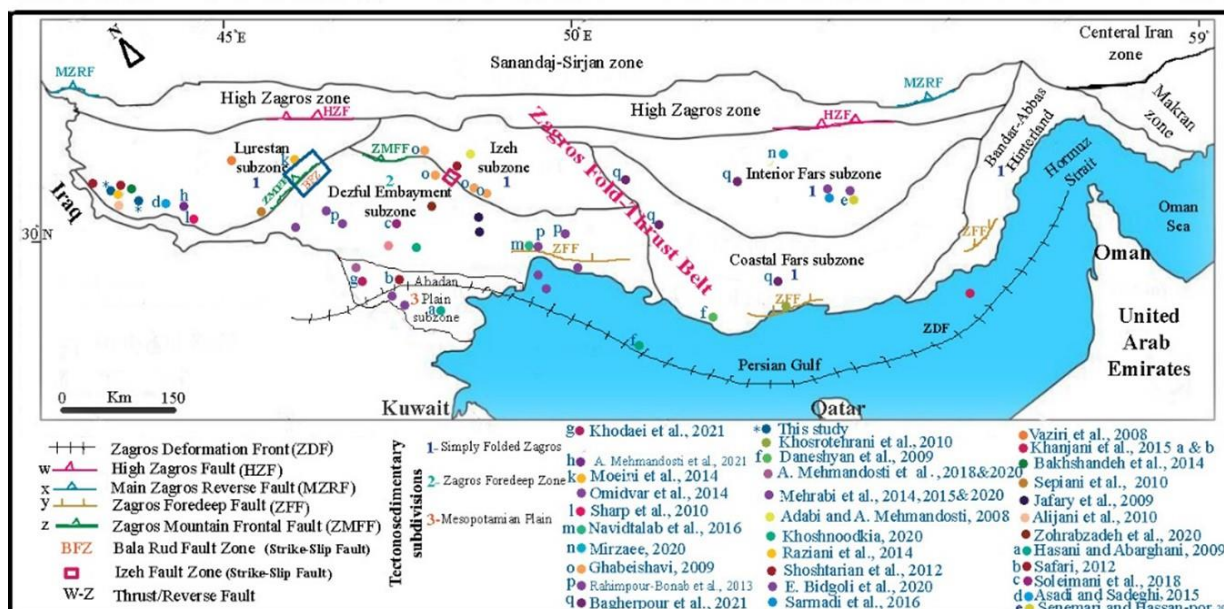 N
45°E
50°E
59°
Centeral Iran
zone
MZRF
Sanandaj-Sirjan zone
MZRF
High Zagros zone
HZF
High Zagros zone
HZF
Makran
zone
Bandar-Abbas
Hinterland
1
Hormuz
Strait
Lurestan
subzone
1
k
BFZ
ZMFF
ZMFF
o
2
Dezful Embayment
subzone
Izeh
subzone
1
o
o
o
Zagros Fold-Thrust Belt
n
q
q
Interior Fars
subzone
1
e
Iraq
*
*
d
h
l
p
c
30°N
q
p
p
m
ZFF
ZFF
Oman
Sea
Oman
Coastal Fars subzone
q
1
ZFF
g
b
Abadan
3 Plain
subzone
a
f
f
ZDF
Persian Gulf
United
Arab
Emirates
Km
0
150
Kuwait
Qatar
Zagros Deformation Front (ZDF)
w High Zagros Fault (HZF)
x Main Zagros Reverse Fault (MZRF)
y Zagros Foredeep Fault (ZFF)
z Zagros Mountain Frontal Fault (ZMFF)
BFZ Bala Rud Fault Zone (Strike-Slip Fault)
Izeh Fault Zone (Strike-Slip Fault)
W-Z Thrust/Reverse Fault
Tectonosedimentary
subdivisions
1- Simply Folded Zagros
2- Zagros Foredeep Zone
3- Mesopotamian Plain
g Khodaei et al., 2021
h A. Mehmandosti et al., 2021
k Moeivi et al., 2014
Omidvar et al., 2014
l Sharp et al., 2010
m Navidtalab et al., 2016
n Mirzaee, 2020
o Ghabeishavi, 2009
p Rahimpour-Bonab et al., 2013
q Bagherpour et al., 2021
* This study
Khosrotehrani et al., 2010
f Daneshyan et al., 2009
A. Mehmandosti et al., 2018&2020
Mehrabi et al., 2014,2015&2020
Adabi and A. Mehmandosti, 2008
Khoshnoodkia, 2020
Raziani et al., 2014
Shoshtarian et al., 2012
E. Bidgoli et al., 2020
Sarmadi et al., 2016
Vaziri et al., 2008
Khanjani et al., 2015 a & b
Bakhshandeh et al., 2014
Sepiani et al., 2010
Jafary et al., 2009
Alijani et al., 2010
Zohrabzadeh et al., 2020
a Hasani and Abarghani, 2009
b Safari, 2012
c Soleimani et al., 2018
d Asadi and Sadeghi, 2015
e Senemari and Hassan-por